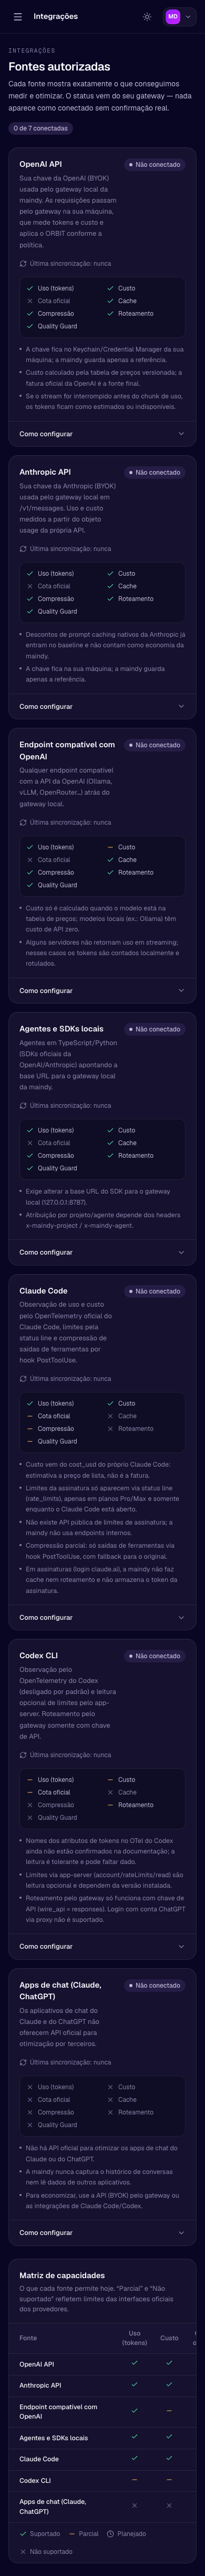 Integrações
MD
INTEGRAÇÕES
Fontes autorizadas
Cada fonte mostra exatamente o que conseguimos
medir e otimizar. O status vem do seu gateway — nada
aparece como conectado sem confirmação real.
0 de 7 conectadas
OpenAI API
Não conectado
Sua chave da OpenAI (BYOK)
usada pelo gateway local da
maindy. As requisições passam
pelo gateway na sua máquina,
que mede tokens e custo e
aplica o ORBIT conforme a
política.
Última sincronização: nunca
Uso (tokens)
Custo
Cota oficial
Cache
Compressão
Roteamento
Quality Guard
A chave fica no Keychain/Credential Manager da sua
máquina; a maindy guarda apenas a referência.
Custo calculado pela tabela de preços versionada; a
fatura oficial da OpenAI é a fonte final.
Se o stream for interrompido antes do chunk de uso,
os tokens ficam como estimados ou indisponíveis.
Como configurar
Anthropic API
Não conectado
Sua chave da Anthropic (BYOK)
usada pelo gateway local em
/v1/messages. Uso e custo
medidos a partir do objeto
usage da própria API.
Última sincronização: nunca
Uso (tokens)
Custo
Cota oficial
Cache
Compressão
Roteamento
Quality Guard
Descontos de prompt caching nativos da Anthropic já
entram no baseline e não contam como economia da
maindy.
A chave fica na sua máquina; a maindy guarda
apenas a referência.
Como configurar
Endpoint compatível com
OpenAI
Não conectado
Qualquer endpoint compatível
com a API da OpenAI (Ollama,
vLLM, OpenRouter…) atrás do
gateway local.
Última sincronização: nunca
Uso (tokens)
Custo
Cota oficial
Cache
Compressão
Roteamento
Quality Guard
Custo só é calculado quando o modelo está na
tabela de preços; modelos locais (ex.: Ollama) têm
custo de API zero.
Alguns servidores não retornam uso em streaming;
nesses casos os tokens são contados localmente e
rotulados.
Como configurar
Agentes e SDKs locais
Não conectado
Agentes em TypeScript/Python
(SDKs oficiais da
OpenAI/Anthropic) apontando a
base URL para o gateway local
da maindy.
Última sincronização: nunca
Uso (tokens)
Custo
Cota oficial
Cache
Compressão
Roteamento
Quality Guard
Exige alterar a base URL do SDK para o gateway
local (127.0.0.1:8787).
Atribuição por projeto/agente depende dos headers
x-maindy-project / x-maindy-agent.
Como configurar
Claude Code
Não conectado
Observação de uso e custo
pelo OpenTelemetry oficial do
Claude Code, limites pela
status line e compressão de
saídas de ferramentas por
hook PostToolUse.
Última sincronização: nunca
Uso (tokens)
Custo
Cota oficial
Cache
Compressão
Roteamento
Quality Guard
Custo vem do cost_usd do próprio Claude Code:
estimativa a preço de lista, não é a fatura.
Limites da assinatura só aparecem via status line
(rate_limits), apenas em planos Pro/Max e somente
enquanto o Claude Code está aberto.
Não existe API pública de limites de assinatura; a
maindy não usa endpoints internos.
Compressão parcial: só saídas de ferramentas via
hook PostToolUse, com fallback para o original.
Em assinaturas (login claude.ai), a maindy não faz
cache nem roteamento e não armazena o token da
assinatura.
Como configurar
Codex CLI
Não conectado
Observação pelo
OpenTelemetry do Codex
(desligado por padrão) e leitura
opcional de limites pelo app-
server. Roteamento pelo
gateway somente com chave
de API.
Última sincronização: nunca
Uso (tokens)
Custo
Cota oficial
Cache
Compressão
Roteamento
Quality Guard
Nomes dos atributos de tokens no OTel do Codex
ainda não estão confirmados na documentação; a
leitura é tolerante e pode faltar dado.
Limites via app-server (account/rateLimits/read) são
leitura opcional e dependem da versão instalada.
Roteamento pelo gateway só funciona com chave de
API (wire_api = responses). Login com conta ChatGPT
via proxy não é suportado.
Como configurar
Apps de chat (Claude,
ChatGPT)
Não conectado
Os aplicativos de chat do
Claude e do ChatGPT não
oferecem API oficial para
otimização por terceiros.
Última sincronização: nunca
Uso (tokens)
Custo
Cota oficial
Cache
Compressão
Roteamento
Quality Guard
Não há API oficial para otimizar os apps de chat do
Claude ou do ChatGPT.
A maindy nunca captura o histórico de conversas
nem lê dados de outros aplicativos.
Para economizar, use a API (BYOK) pelo gateway ou
as integrações de Claude Code/Codex.
Como configurar
Matriz de capacidades
O que cada fonte permite hoje. “Parcial” e “Não
suportado” refletem limites das interfaces oficiais
dos provedores.
Fonte
Uso
(tokens)
Custo
OpenAI API
Anthropic API
Endpoint compatível com
OpenAI
Agentes e SDKs locais
Claude Code
Codex CLI
Apps de chat (Claude,
ChatGPT)
Suportado
Parcial
Planejado
Não suportado